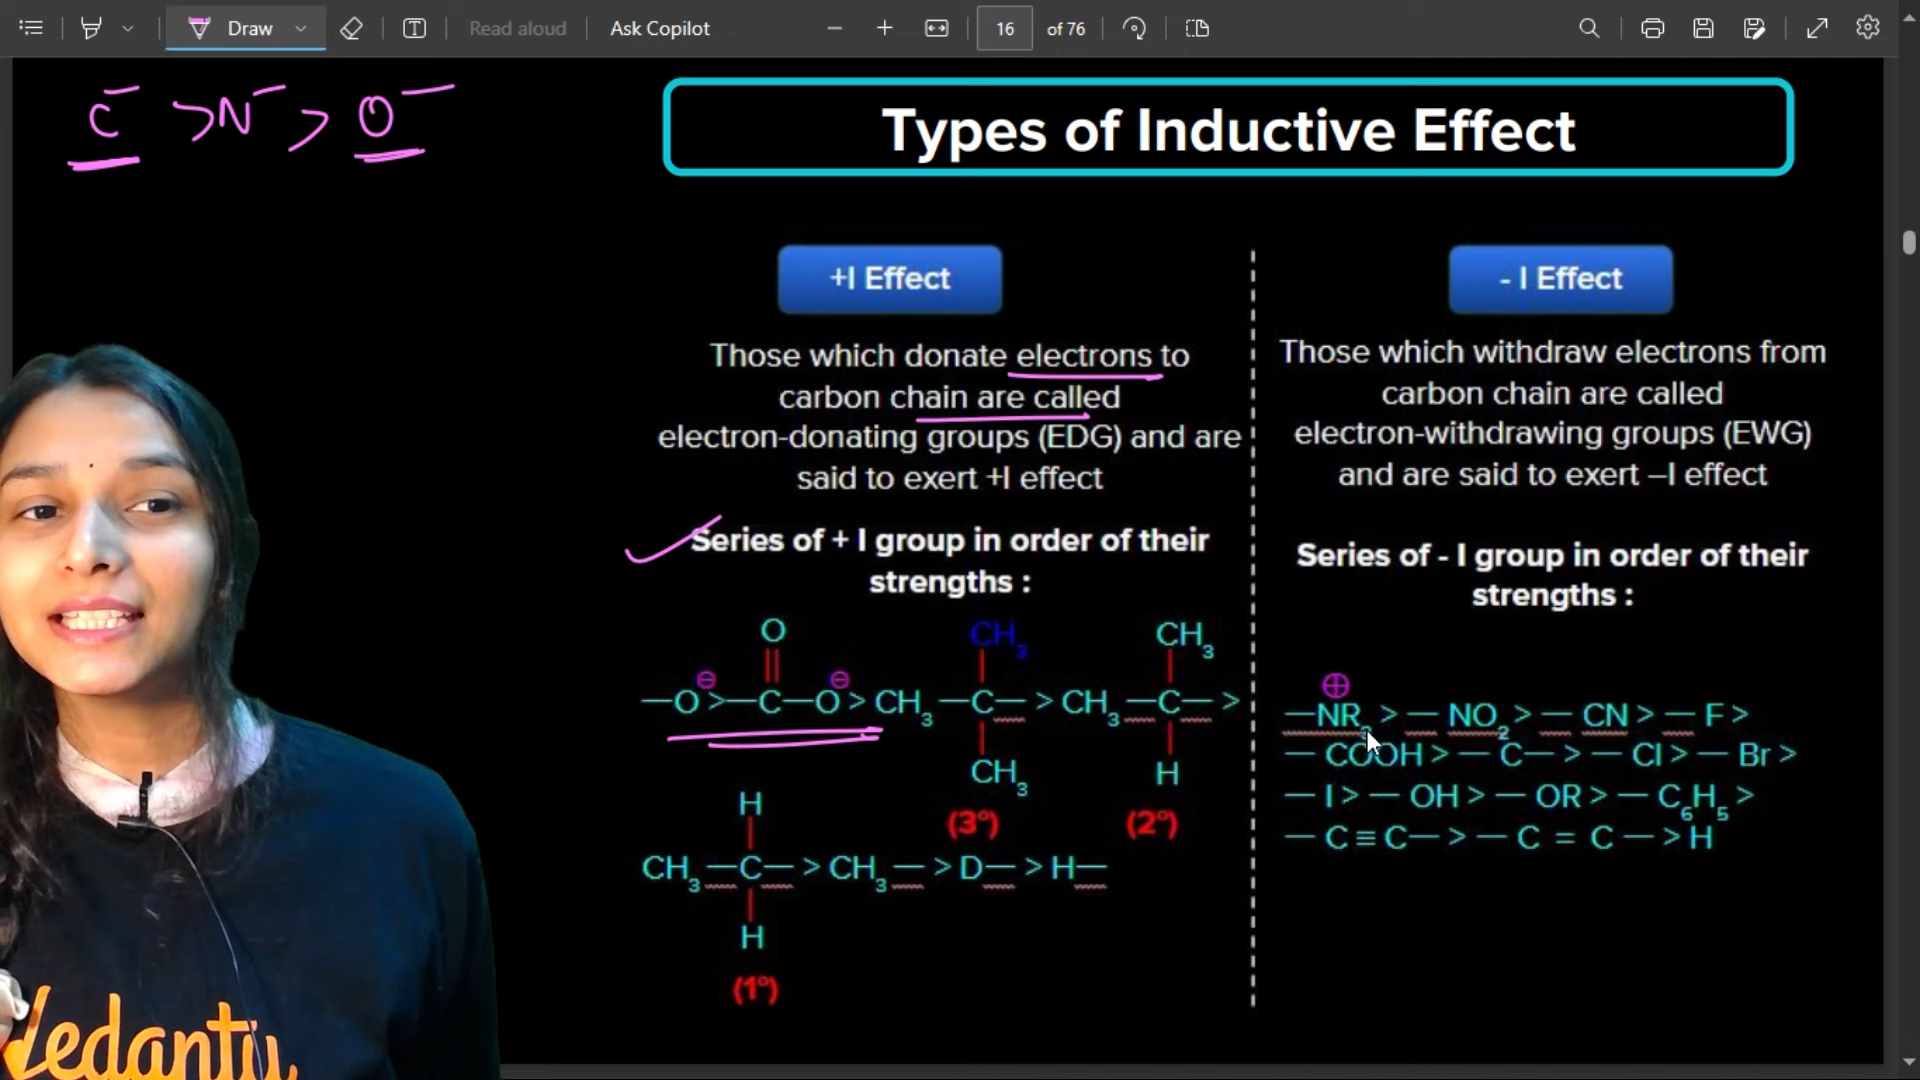 Draw
Read aloud
Ask Copilot
16 of 76
C⁻ > N⁻ > O⁻
Types of Inductive Effect
+I Effect
Those which donate electrons to
carbon chain are called
electron-donating groups (EDG) and are
said to exert +I effect
Series of + I group in order of their
strengths :
O
CH₃
CH₃
—O⊖ >—C—O⊖ > CH₃—C— > CH₃—C— >
CH₃
H
(3°)
(2°)
H
CH₃—C— > CH₃— > D— > H—
H
(1°)
- I Effect
Those which withdraw electrons from
carbon chain are called
electron-withdrawing groups (EWG)
and are said to exert –I effect
Series of - I group in order of their
strengths :
⊕
—NR₃ > — NO₂ > — CN > — F >
— COOH > — C— > — Cl > — Br >
— I > — OH > — OR > — C₆H₅ >
— C ≡ C— > — C = C — > H
Vedantu